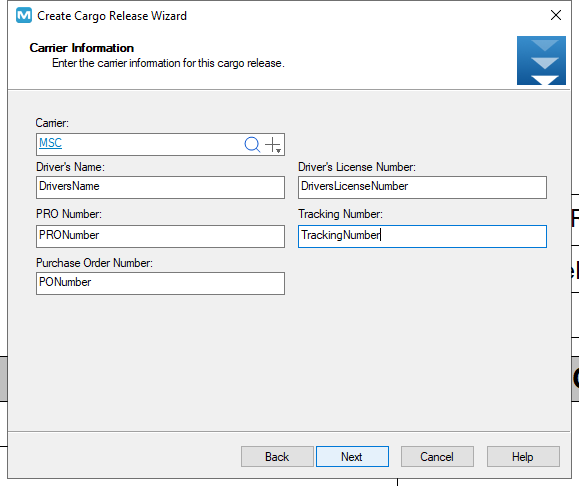 Create Cargo Release Wizard
Carrier Information
Enter the carrier information for this cargo release.
Carrier:
MSC
Driver's Name: Driver's License Number:
DriversName DriversLicenseNumber
PRO Number: Tracking Number:
PRONumber TrackingNumber
Purchase Order Number:
PONumber
Back Next Cancel Help